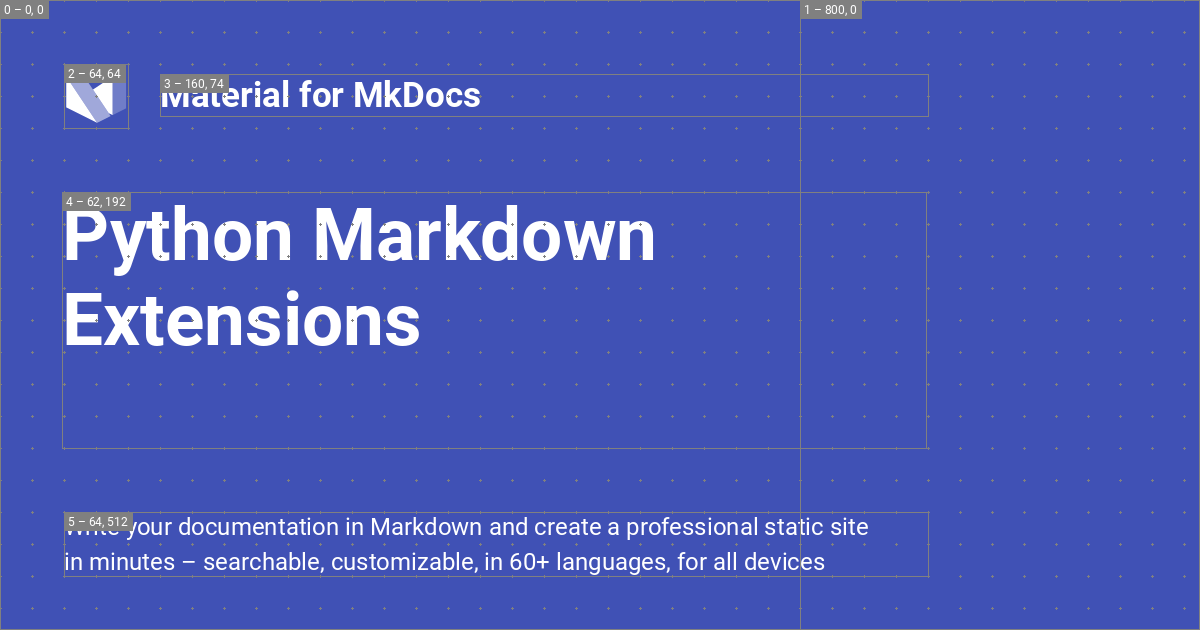 0 – 0, 0
1 – 800, 0
2 – 64, 64
3 – 160, 74
Material for MkDocs
4 – 62, 192
Python Markdown
Extensions
5 – 64, 512
Write your documentation in Markdown and create a professional static site
in minutes – searchable, customizable, in 60+ languages, for all devices